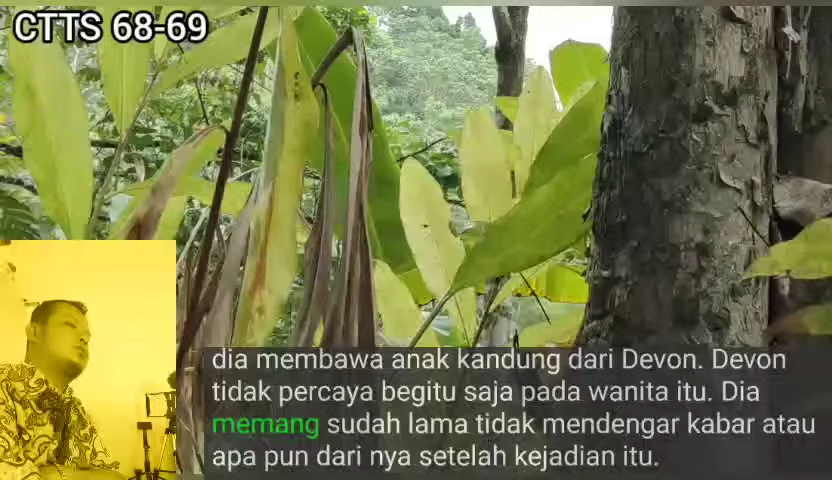 CTTS 68-69
dia membawa anak kandung dari Devon. Devon
tidak percaya begitu saja pada wanita itu. Dia
memang sudah lama tidak mendengar kabar atau
apa pun dari nya setelah kejadian itu.